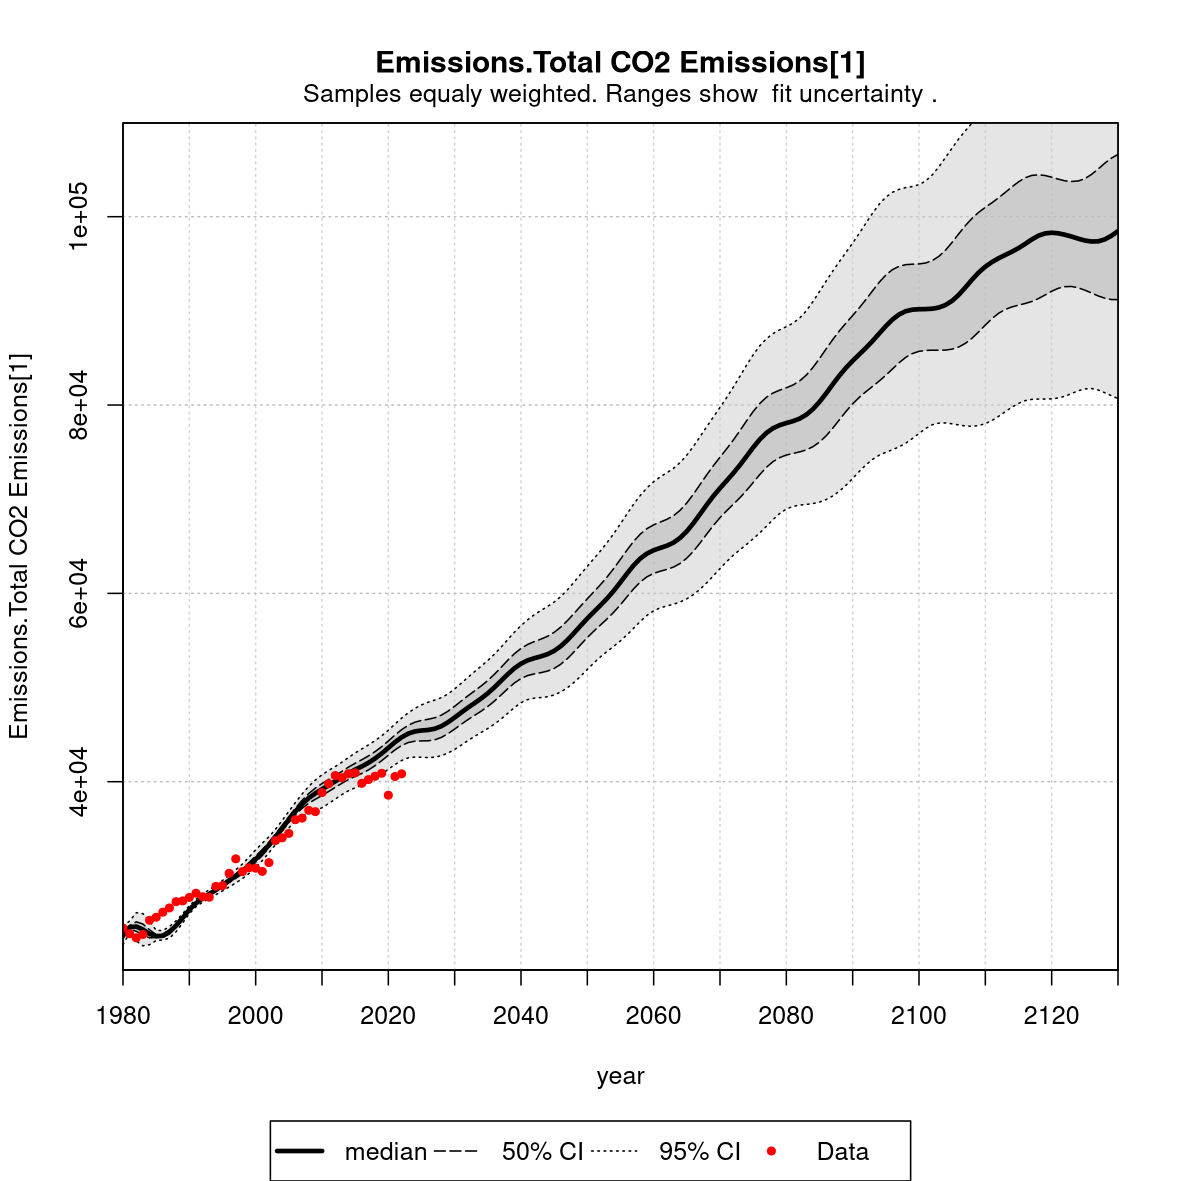 Emissions.Total CO2 Emissions[1]
Samples equaly weighted. Ranges show  fit uncertainty .
Emissions.Total CO2 Emissions[1]
1e+05
8e+04
6e+04
4e+04
1980 2000 2020 2040 2060 2080 2100 2120
year
median 50% CI 95% CI Data